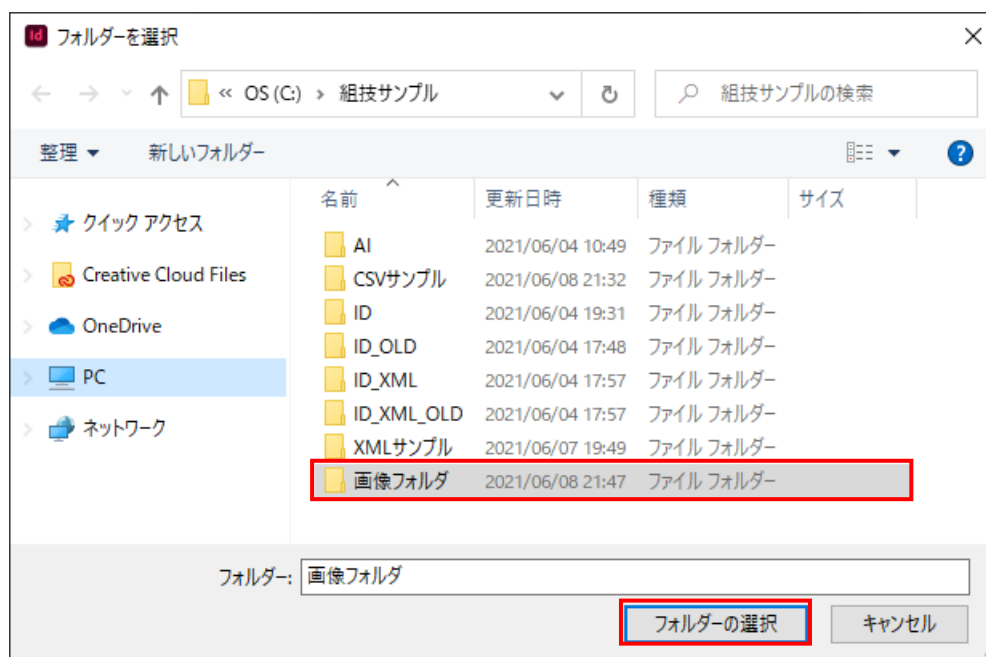 Id フォルダーを選択
« OS (C:) › 組技サンプル 組技サンプルの検索
整理 新しいフォルダー ?
名前 更新日時 種類 サイズ
クイック アクセス
Creative Cloud Files
OneDrive
PC
ネットワーク
AI 2021/06/04 10:49 ファイル フォルダー
CSVサンプル 2021/06/08 21:32 ファイル フォルダー
ID 2021/06/04 19:31 ファイル フォルダー
ID_OLD 2021/06/04 17:48 ファイル フォルダー
ID_XML 2021/06/04 17:57 ファイル フォルダー
ID_XML_OLD 2021/06/04 17:57 ファイル フォルダー
XMLサンプル 2021/06/07 19:49 ファイル フォルダー
画像フォルダ 2021/06/08 21:47 ファイル フォルダー
フォルダー: 画像フォルダ
フォルダーの選択 キャンセル